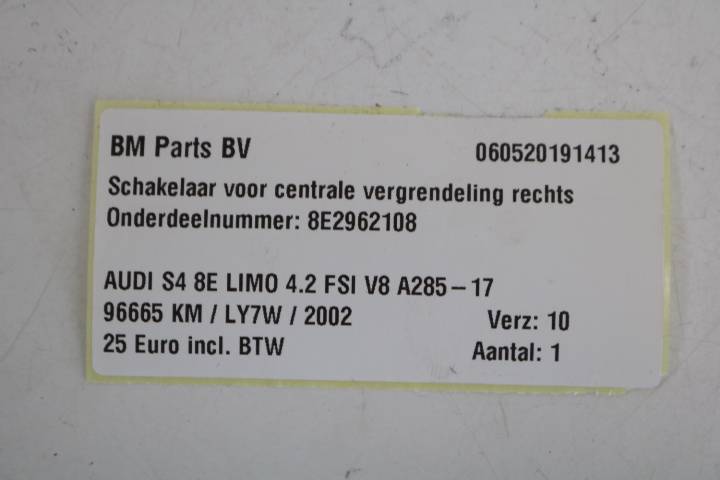 BM Parts BV 060520191413
Schakelaar voor centrale vergrendeling rechts
Onderdeelnummer: 8E2962108
AUDI S4 8E LIMO 4.2 FSI V8 A285-17
96665 KM / LY7W / 2002 Verz: 10
25 Euro incl. BTW Aantal: 1